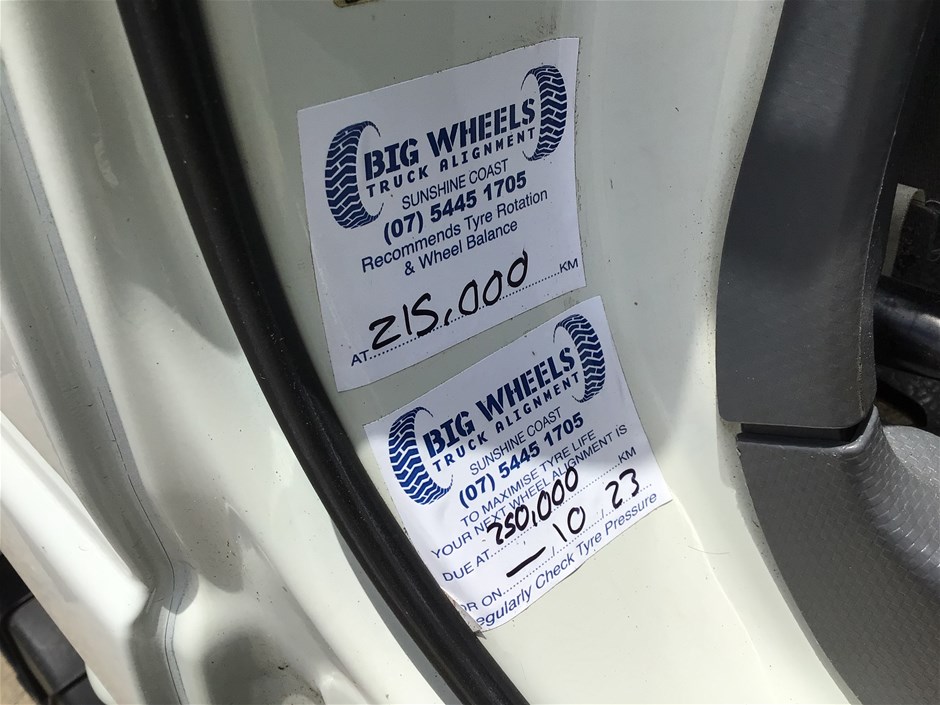 BIG WHEELS
TRUCK ALIGNMENT
SUNSHINE COAST
(07) 5445 1705
Recommends Tyre Rotation
& Wheel Balance
AT 215,000 KM
BIG WHEELS
TRUCK ALIGNMENT
SUNSHINE COAST
(07) 5445 1705
TO MAXIMISE TYRE LIFE
YOUR NEXT WHEEL ALIGNMENT IS
DUE AT 250,000 KM
OR ON — / 10 / 23
egularly Check Tyre Pressure